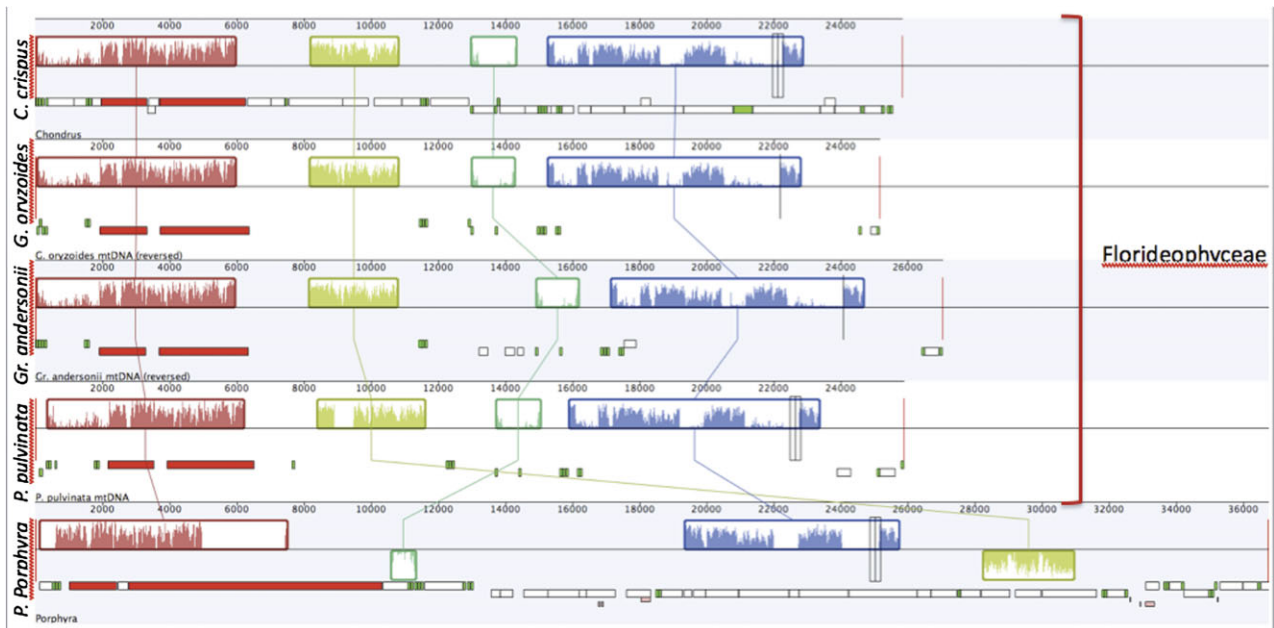 2000 4000 6000 8000 10000 12000 14000 16000 18000 20000 22000 24000
C. crispus
Chondrus
2000 4000 6000 8000 10000 12000 14000 16000 18000 20000 22000 24000
G. oryzoides
G. oryzoides mtDNA (reversed)
2000 4000 6000 8000 10000 12000 14000 16000 18000 20000 22000 24000 26000
Gr. andersonii
Gr. andersonii mtDNA (reversed)
2000 4000 6000 8000 10000 12000 14000 16000 18000 20000 22000 24000
P. pulvinata
P. pulvinata mtDNA
2000 4000 6000 8000 10000 12000 14000 16000 18000 20000 22000 24000 26000 28000 30000 32000 34000 36000
P. Porphyra
Porphyra
Florideophyceae